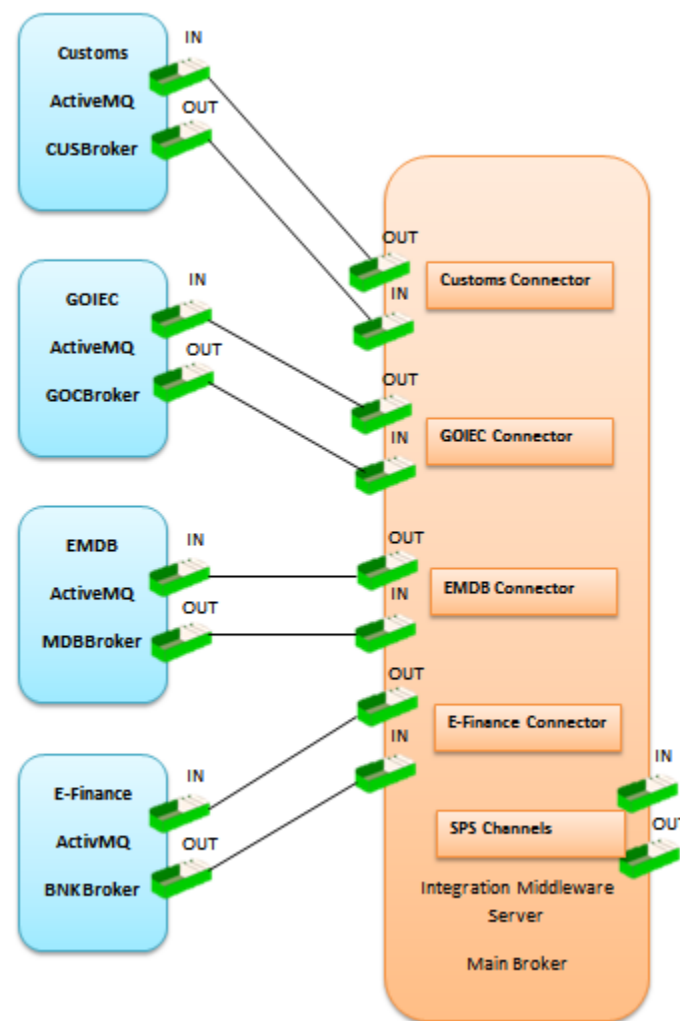 Customs
ActiveMQ
CUSBroker
IN
OUT
GOIEC
ActiveMQ
GOCBroker
IN
OUT
EMDB
ActiveMQ
MDBBroker
IN
OUT
E-Finance
ActivMQ
BNKBroker
IN
OUT
OUT
IN
Customs Connector
OUT
IN
GOIEC Connector
OUT
IN
EMDB Connector
OUT
IN
E-Finance Connector
SPS Channels
IN
OUT
Integration Middleware
Server
Main Broker